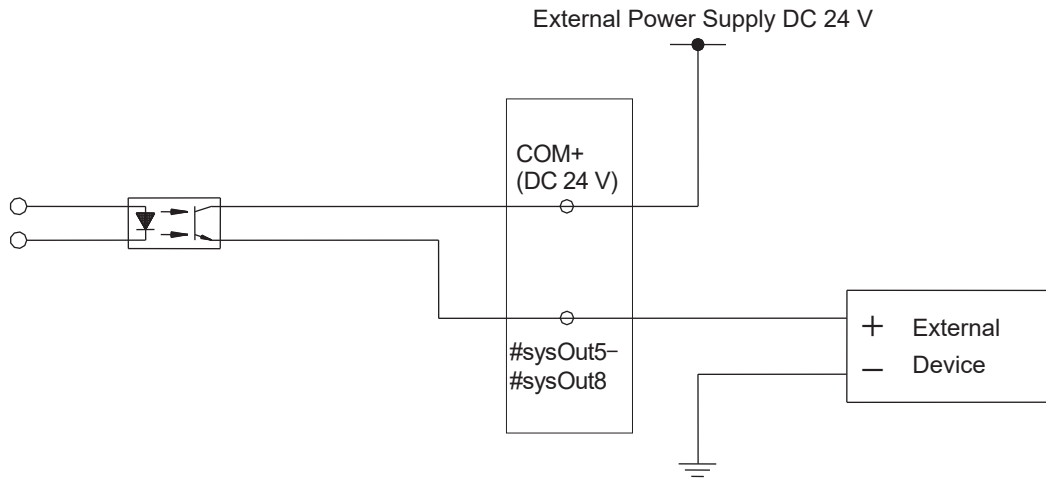 External Power Supply DC 24 V
COM+
(DC 24 V)
#sysOut5−
#sysOut8
+ External
− Device